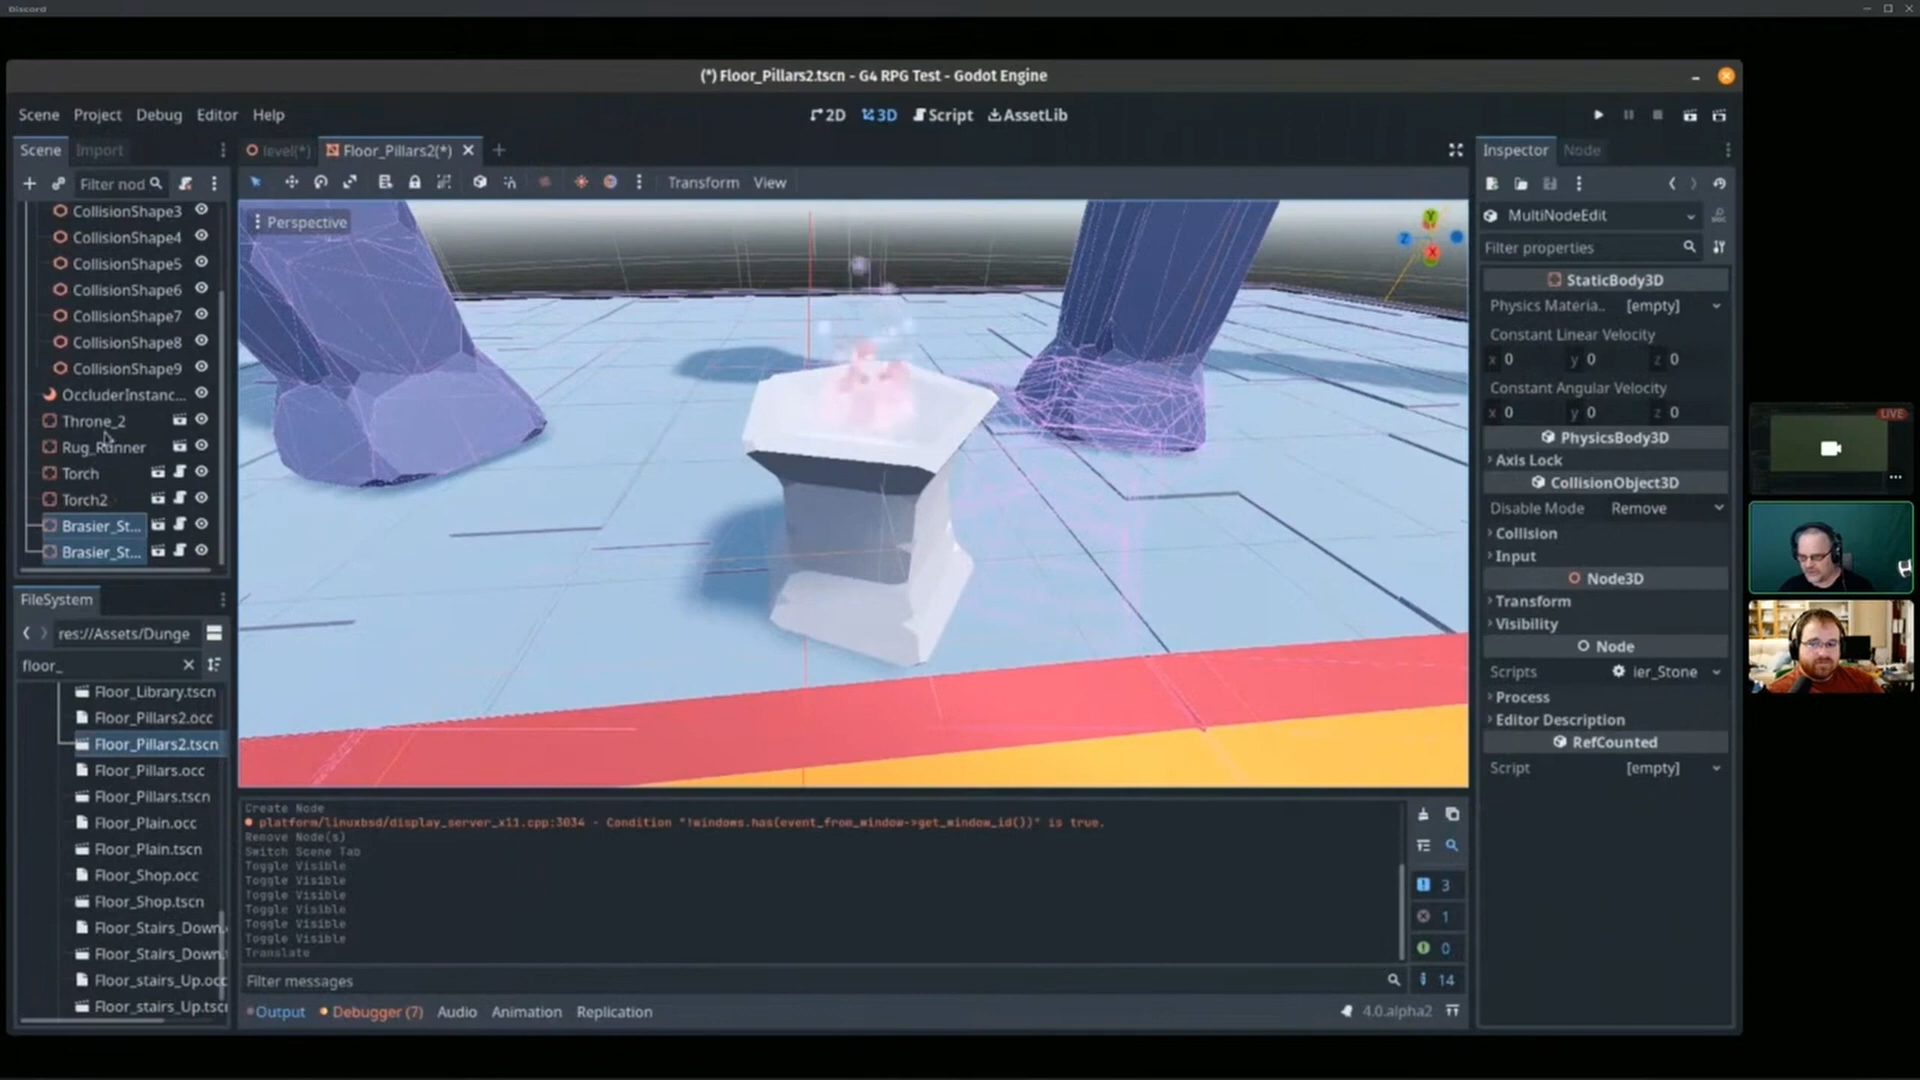 Discord
(*) Floor_Pillars2.tscn - G4 RPG Test - Godot Engine
Scene Project Debug Editor Help
2D 3D Script AssetLib
Scene Import
level(*) Floor_Pillars2(*)
Inspector Node
Filter nod
Transform View
CollisionShape3
CollisionShape4
CollisionShape5
CollisionShape6
CollisionShape7
CollisionShape8
CollisionShape9
OccluderInstanc...
Throne_2
Rug_Runner
Torch
Torch2
Brasier_St...
Brasier_St...
Perspective
Y
Z
X
MultiNodeEdit
Filter properties
StaticBody3D
Physics Materia.. [empty]
Constant Linear Velocity
x 0 y 0 z 0
Constant Angular Velocity
x 0 y 0 z 0
PhysicsBody3D
Axis Lock
CollisionObject3D
Disable Mode Remove
Collision
Input
Node3D
Transform
Visibility
Node
Scripts ier_Stone
Process
Editor Description
RefCounted
Script [empty]
LIVE
FileSystem
res://Assets/Dunge
floor_
Floor_Library.tscn
Floor_Pillars2.occ
Floor_Pillars2.tscn
Floor_Pillars.occ
Floor_Pillars.tscn
Floor_Plain.occ
Floor_Plain.tscn
Floor_Shop.occ
Floor_Shop.tscn
Floor_Stairs_Down.
Floor_Stairs_Down.
Floor_stairs_Up.occ
Floor_stairs_Up.tscn
Create Node
platform/linuxbsd/display_server_x11.cpp:3034 - Condition "!windows.has(event_from_window->get_window_id())" is true.
Remove Node(s)
Switch Scene Tab
Toggle Visible
Toggle Visible
Toggle Visible
Toggle Visible
Toggle Visible
Toggle Visible
Translate
3
1
0
14
Filter messages
Output Debugger (7) Audio Animation Replication
4.0.alpha2